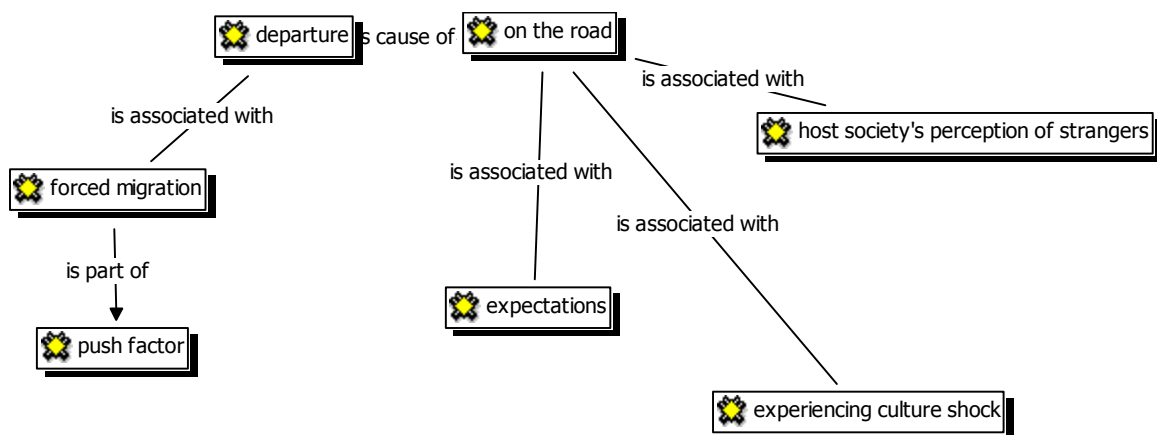 departure
s cause of
on the road
is associated with
host society's perception of strangers
is associated with
forced migration
is associated with
is associated with
is part of
expectations
push factor
experiencing culture shock